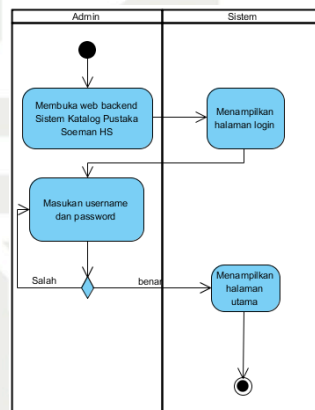 Admin
Sistem
Membuka web backend
Sistem Katalog Pustaka
Soeman HS
Menampilkan
halaman login
Masukan username
dan password
Salah
benar
Menampilkan
halaman
utama